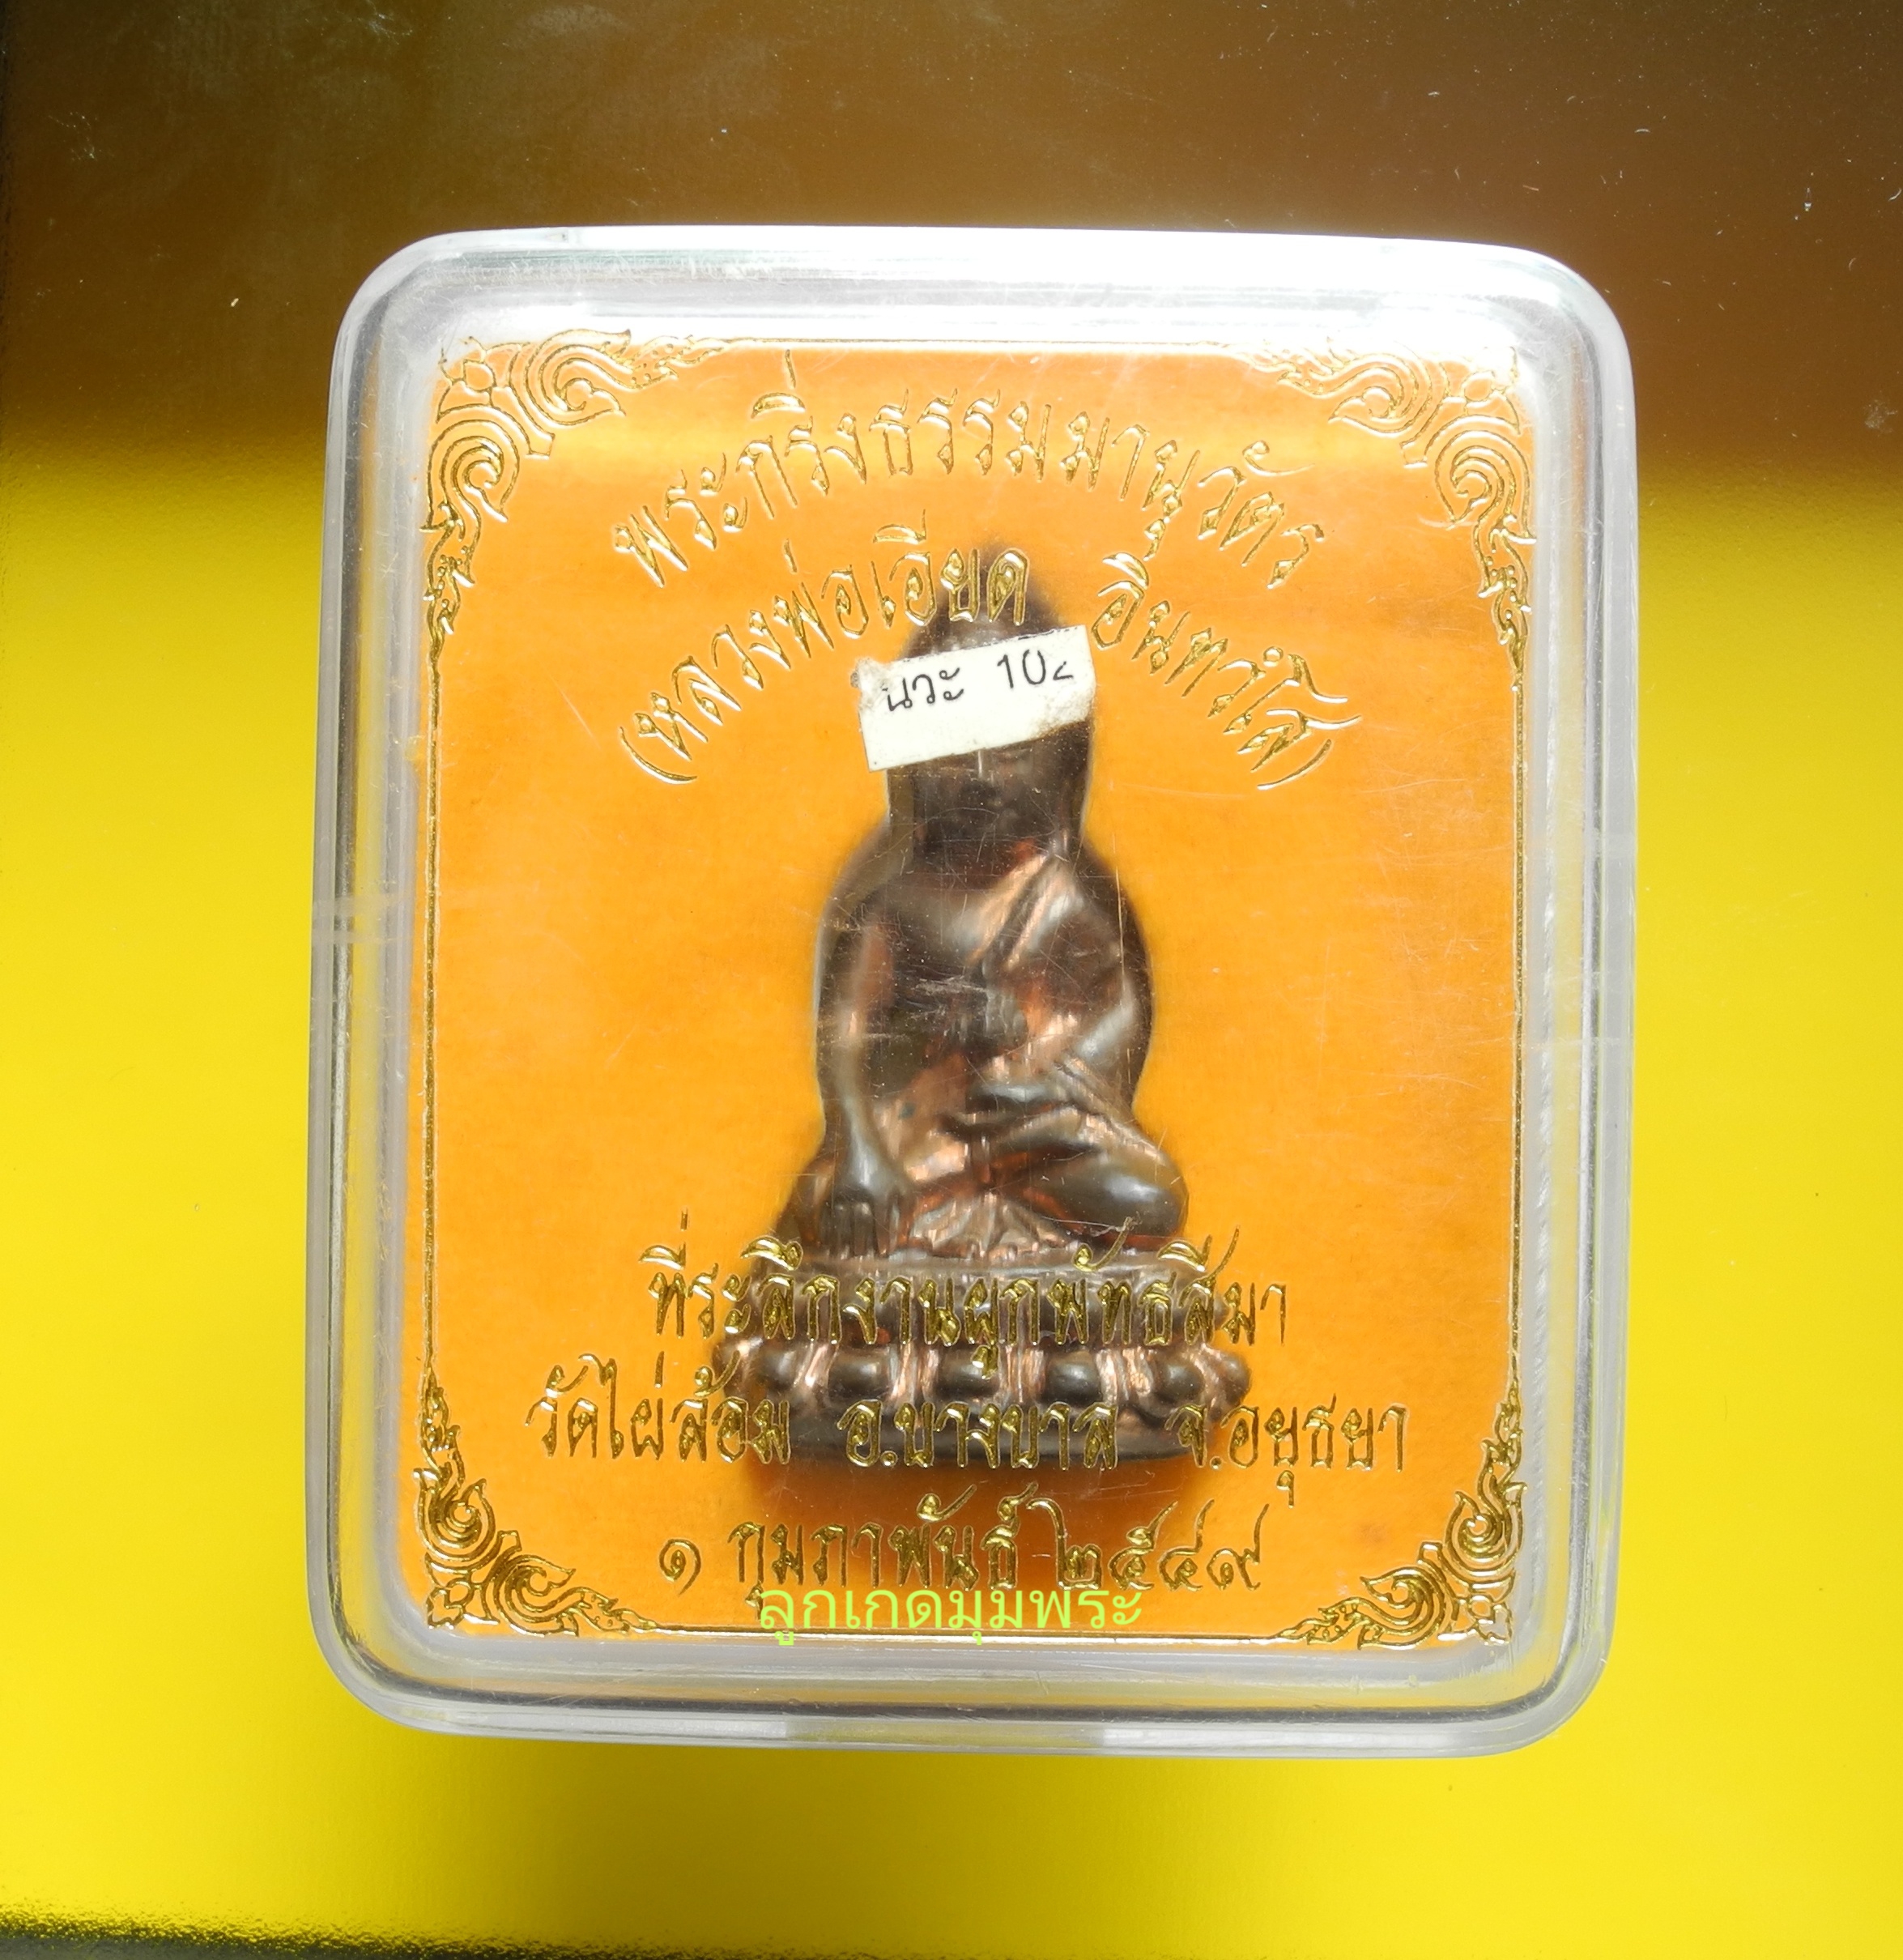 พระกริ่งธรรมมานุวัตร
(หลวงพ่อเอียด อินทวํโส)
นวะ 102
ที่ระลึกงานผูกพัทธสีมา
วัดไผ่ล้อม อ.บางบาล จ.อยุธยา
๑ กุมภาพันธ์ ๒๕๔๙
ลูกเกดมุมพระ